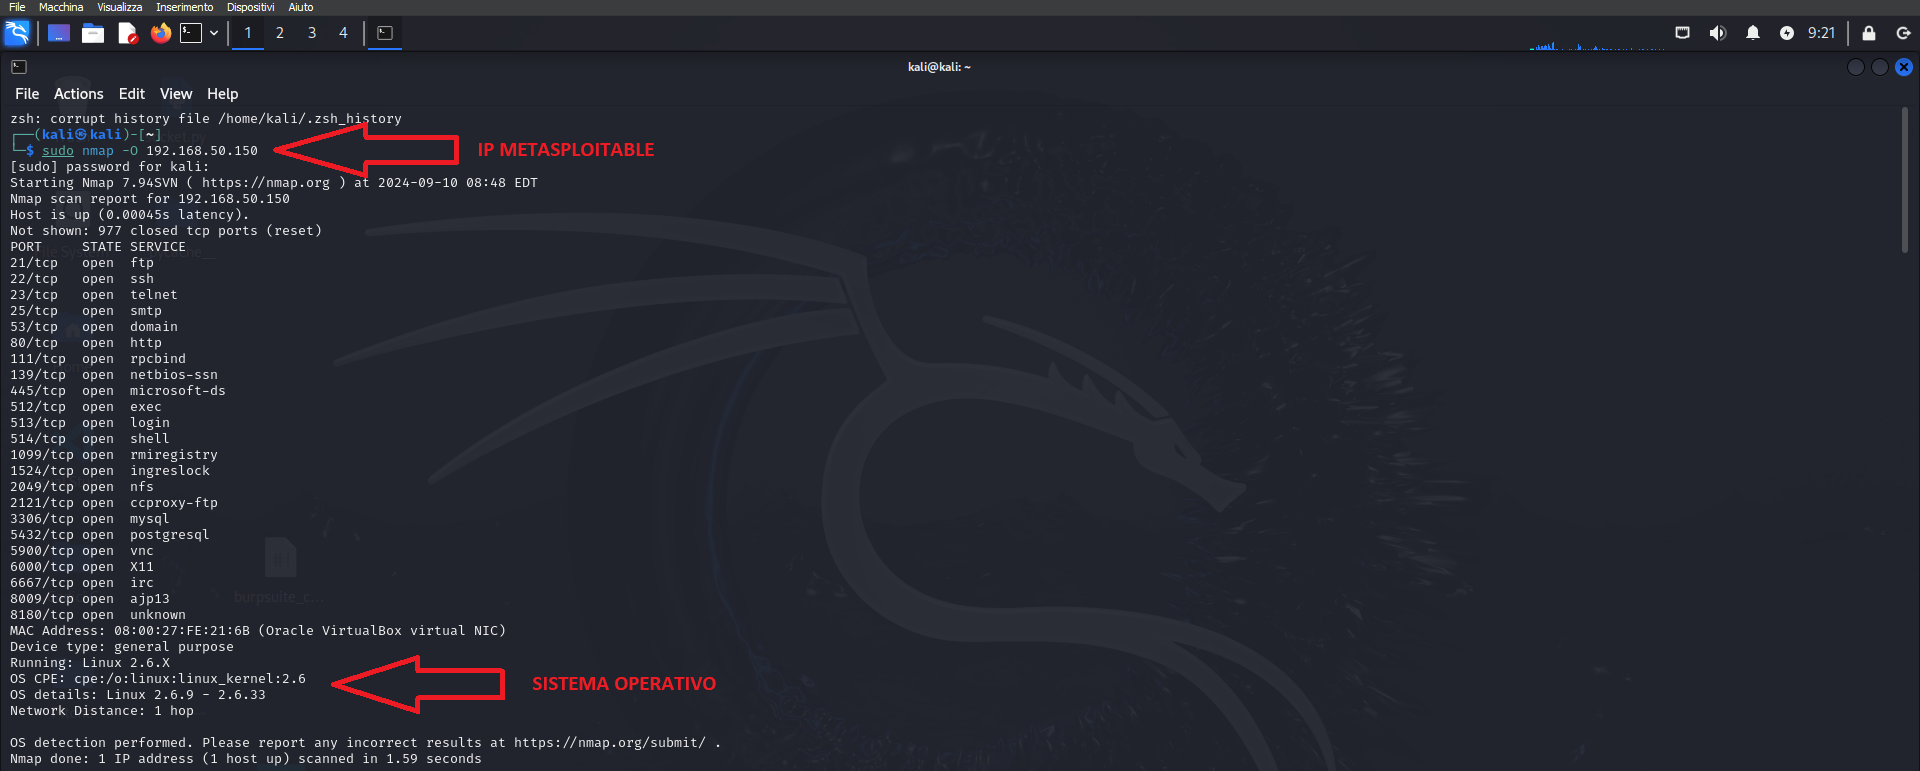 File Macchina Visualizza Inserimento Dispositivi Aiuto
1 2 3 4 9:21
kali@kali: ~
File Actions Edit View Help
zsh: corrupt history file /home/kali/.zsh_history
(kali㉿kali)-[~]
$ sudo nmap -O 192.168.50.150
IP METASPLOITABLE
[sudo] password for kali:
Starting Nmap 7.94SVN ( https://nmap.org ) at 2024-09-10 08:48 EDT
Nmap scan report for 192.168.50.150
Host is up (0.00045s latency).
Not shown: 977 closed tcp ports (reset)
PORT STATE SERVICE
21/tcp open ftp
22/tcp open ssh
23/tcp open telnet
25/tcp open smtp
53/tcp open domain
80/tcp open http
111/tcp open rpcbind
139/tcp open netbios-ssn
445/tcp open microsoft-ds
512/tcp open exec
513/tcp open login
514/tcp open shell
1099/tcp open rmiregistry
1524/tcp open ingreslock
2049/tcp open nfs
2121/tcp open ccproxy-ftp
3306/tcp open mysql
5432/tcp open postgresql
5900/tcp open vnc
6000/tcp open X11
6667/tcp open irc
burpsuite_c...
8009/tcp open ajp13
8180/tcp open unknown
MAC Address: 08:00:27:FE:21:6B (Oracle VirtualBox virtual NIC)
Device type: general purpose
Running: Linux 2.6.X
OS CPE: cpe:/o:linux:linux_kernel:2.6
SISTEMA OPERATIVO
OS details: Linux 2.6.9 - 2.6.33
Network Distance: 1 hop
OS detection performed. Please report any incorrect results at https://nmap.org/submit/ .
Nmap done: 1 IP address (1 host up) scanned in 1.59 seconds